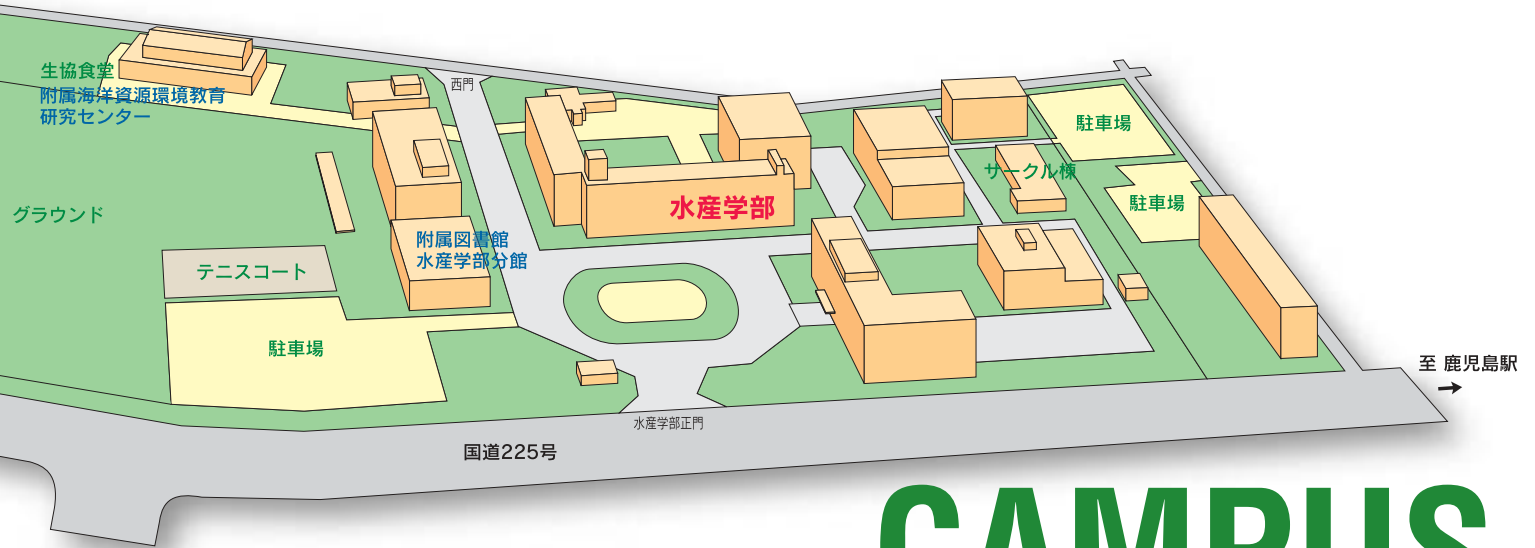 西門
生協食堂
附属海洋資源環境教育
研究センター
駐車場
サークル棟
駐車場
水産学部
グラウンド
附属図書館
水産学部分館
テニスコート
駐車場
至 鹿児島駅
→
水産学部正門
国道225号
CAMPUS